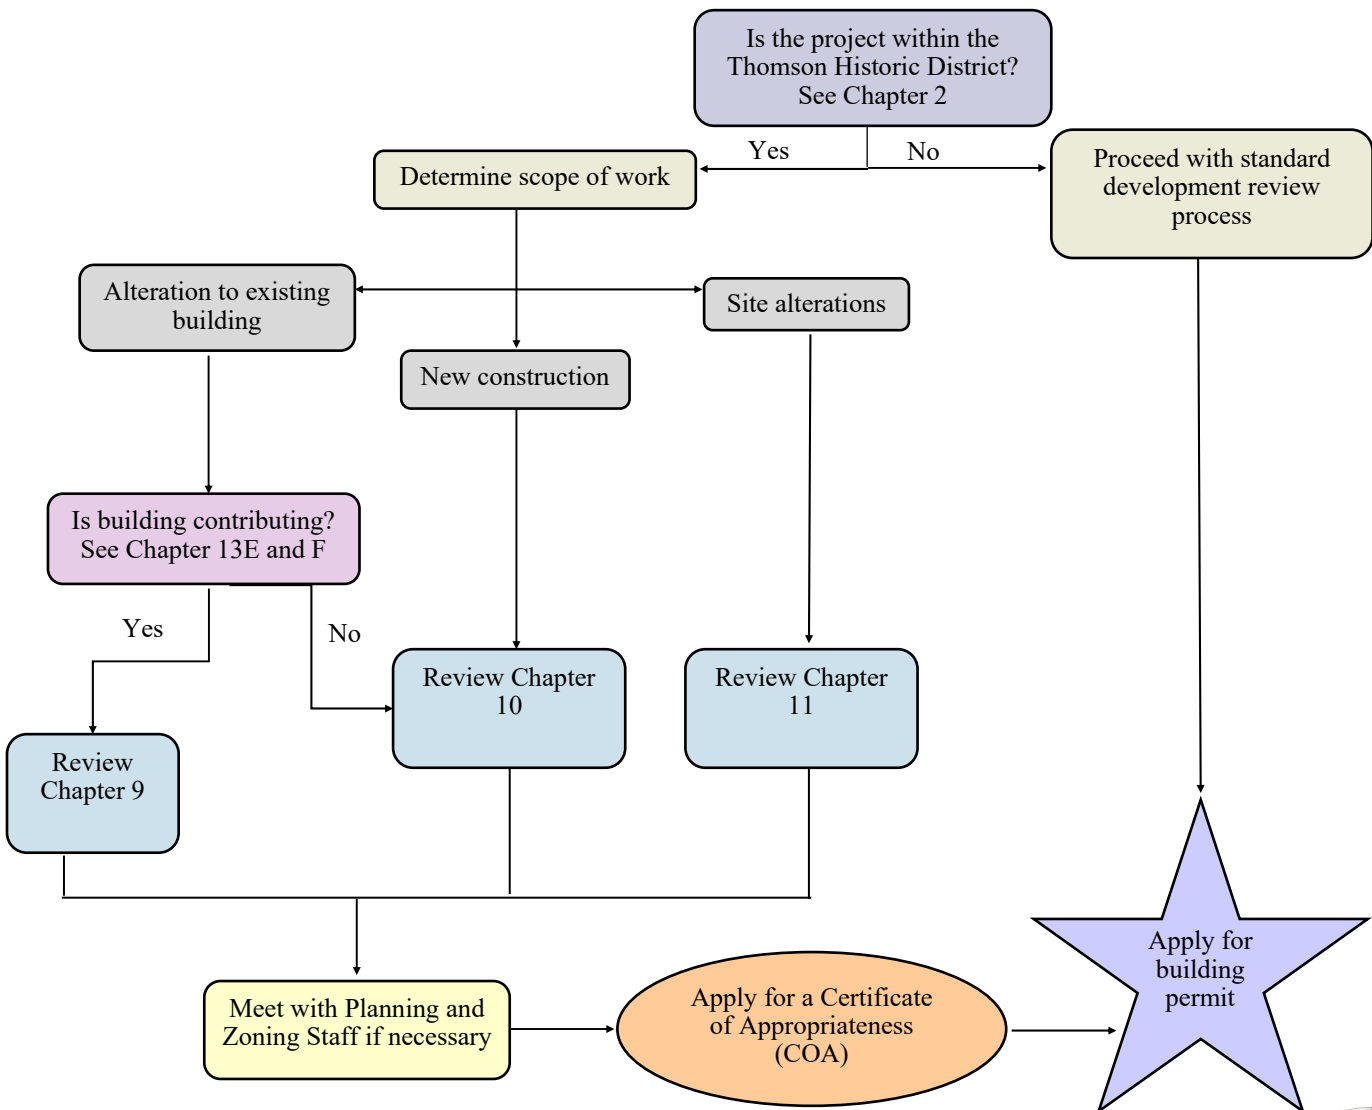 Is the project within the
Thomson Historic District?
See Chapter 2
Yes
No
Determine scope of work
Proceed with standard
development review
process
Alteration to existing
building
Site alterations
New construction
Is building contributing?
See Chapter 13E and F
Yes
No
Review Chapter
10
Review Chapter
11
Review
Chapter 9
Apply for
building
permit
Meet with Planning and
Zoning Staff if necessary
Apply for a Certificate
of Appropriateness
(COA)